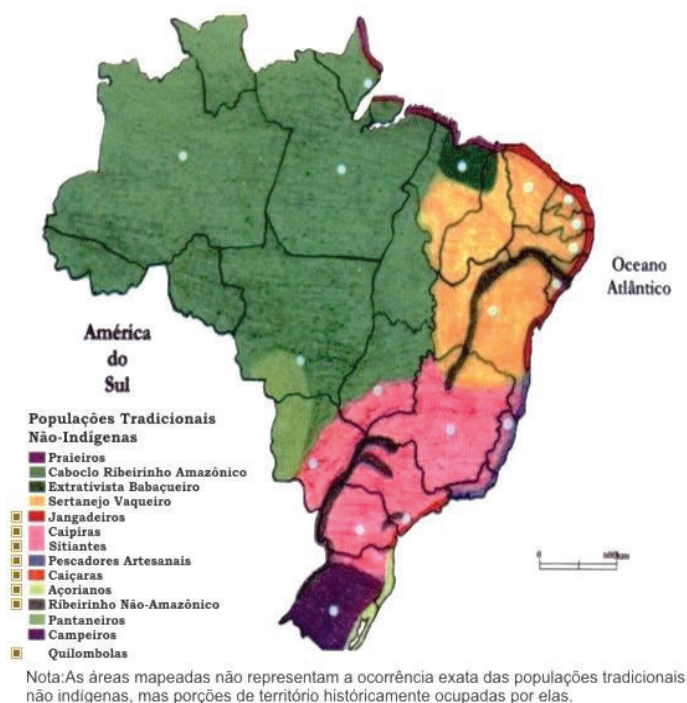 Oceano
Atlântico
América
do
Sul
Populações Tradicionais
Não-Indígenas
Praieiros
Caboclo Ribeirinho Amazônico
Extrativista Babaçueiro
Sertanejo Vaqueiro
Jangadeiros
Caipiras
Sitiantes
Pescadores Artesanais
Caiçaras
Açorianos
Ribeirinho Não-Amazônico
Pantaneiros
Campeiros
Quilombolas
0
Nota:As áreas mapeadas não representam a ocorrência exata das populações tradicionais
não indígenas, mas porções de território históricamente ocupadas por elas.